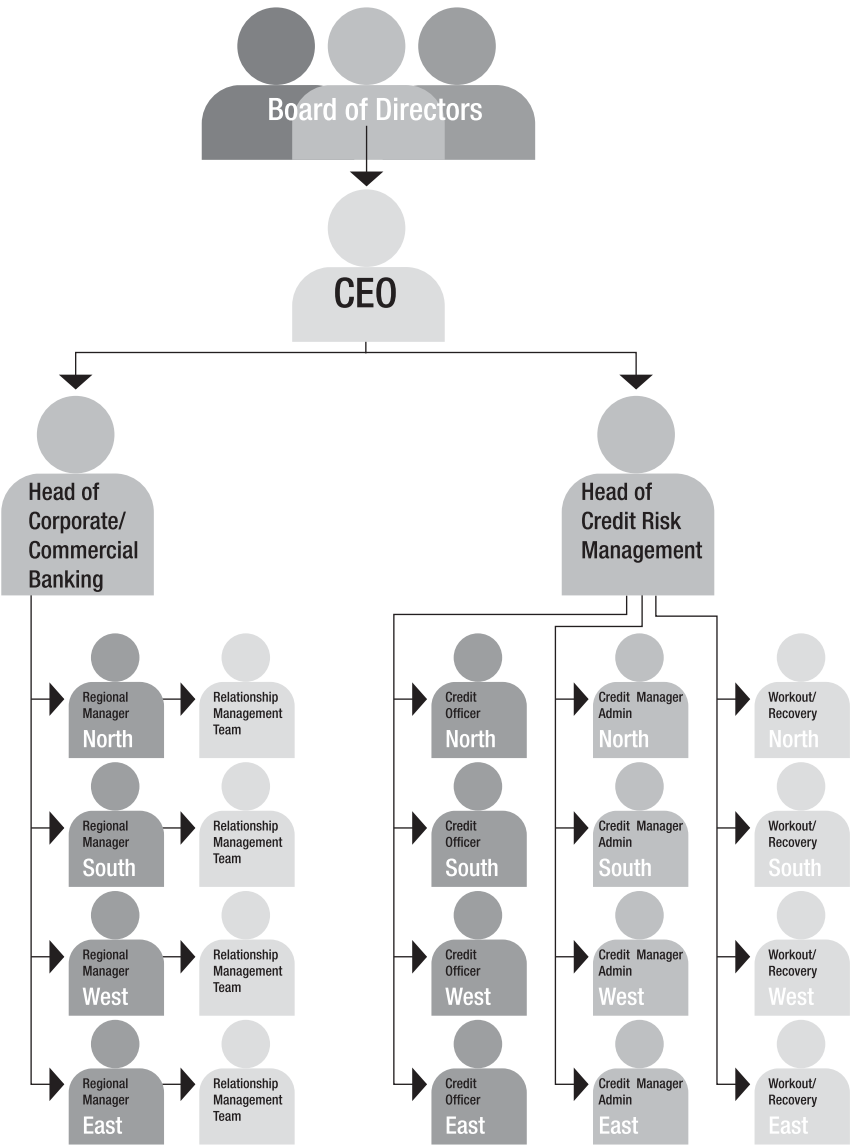 Board of Directors
CEO
Head of
Corporate/
Commercial
Banking
Head of
Credit Risk
Management
Regional
Manager
North
Relationship
Management
Team
Credit
Officer
North
Credit Manager
Admin
North
Workout/
Recovery
North
Regional
Manager
South
Relationship
Management
Team
Credit
Officer
South
Credit Manager
Admin
South
Workout/
Recovery
South
Regional
Manager
West
Relationship
Management
Team
Credit
Officer
West
Credit Manager
Admin
West
Workout/
Recovery
West
Regional
Manager
East
Relationship
Management
Team
Credit
Officer
East
Credit Manager
Admin
East
Workout/
Recovery
East